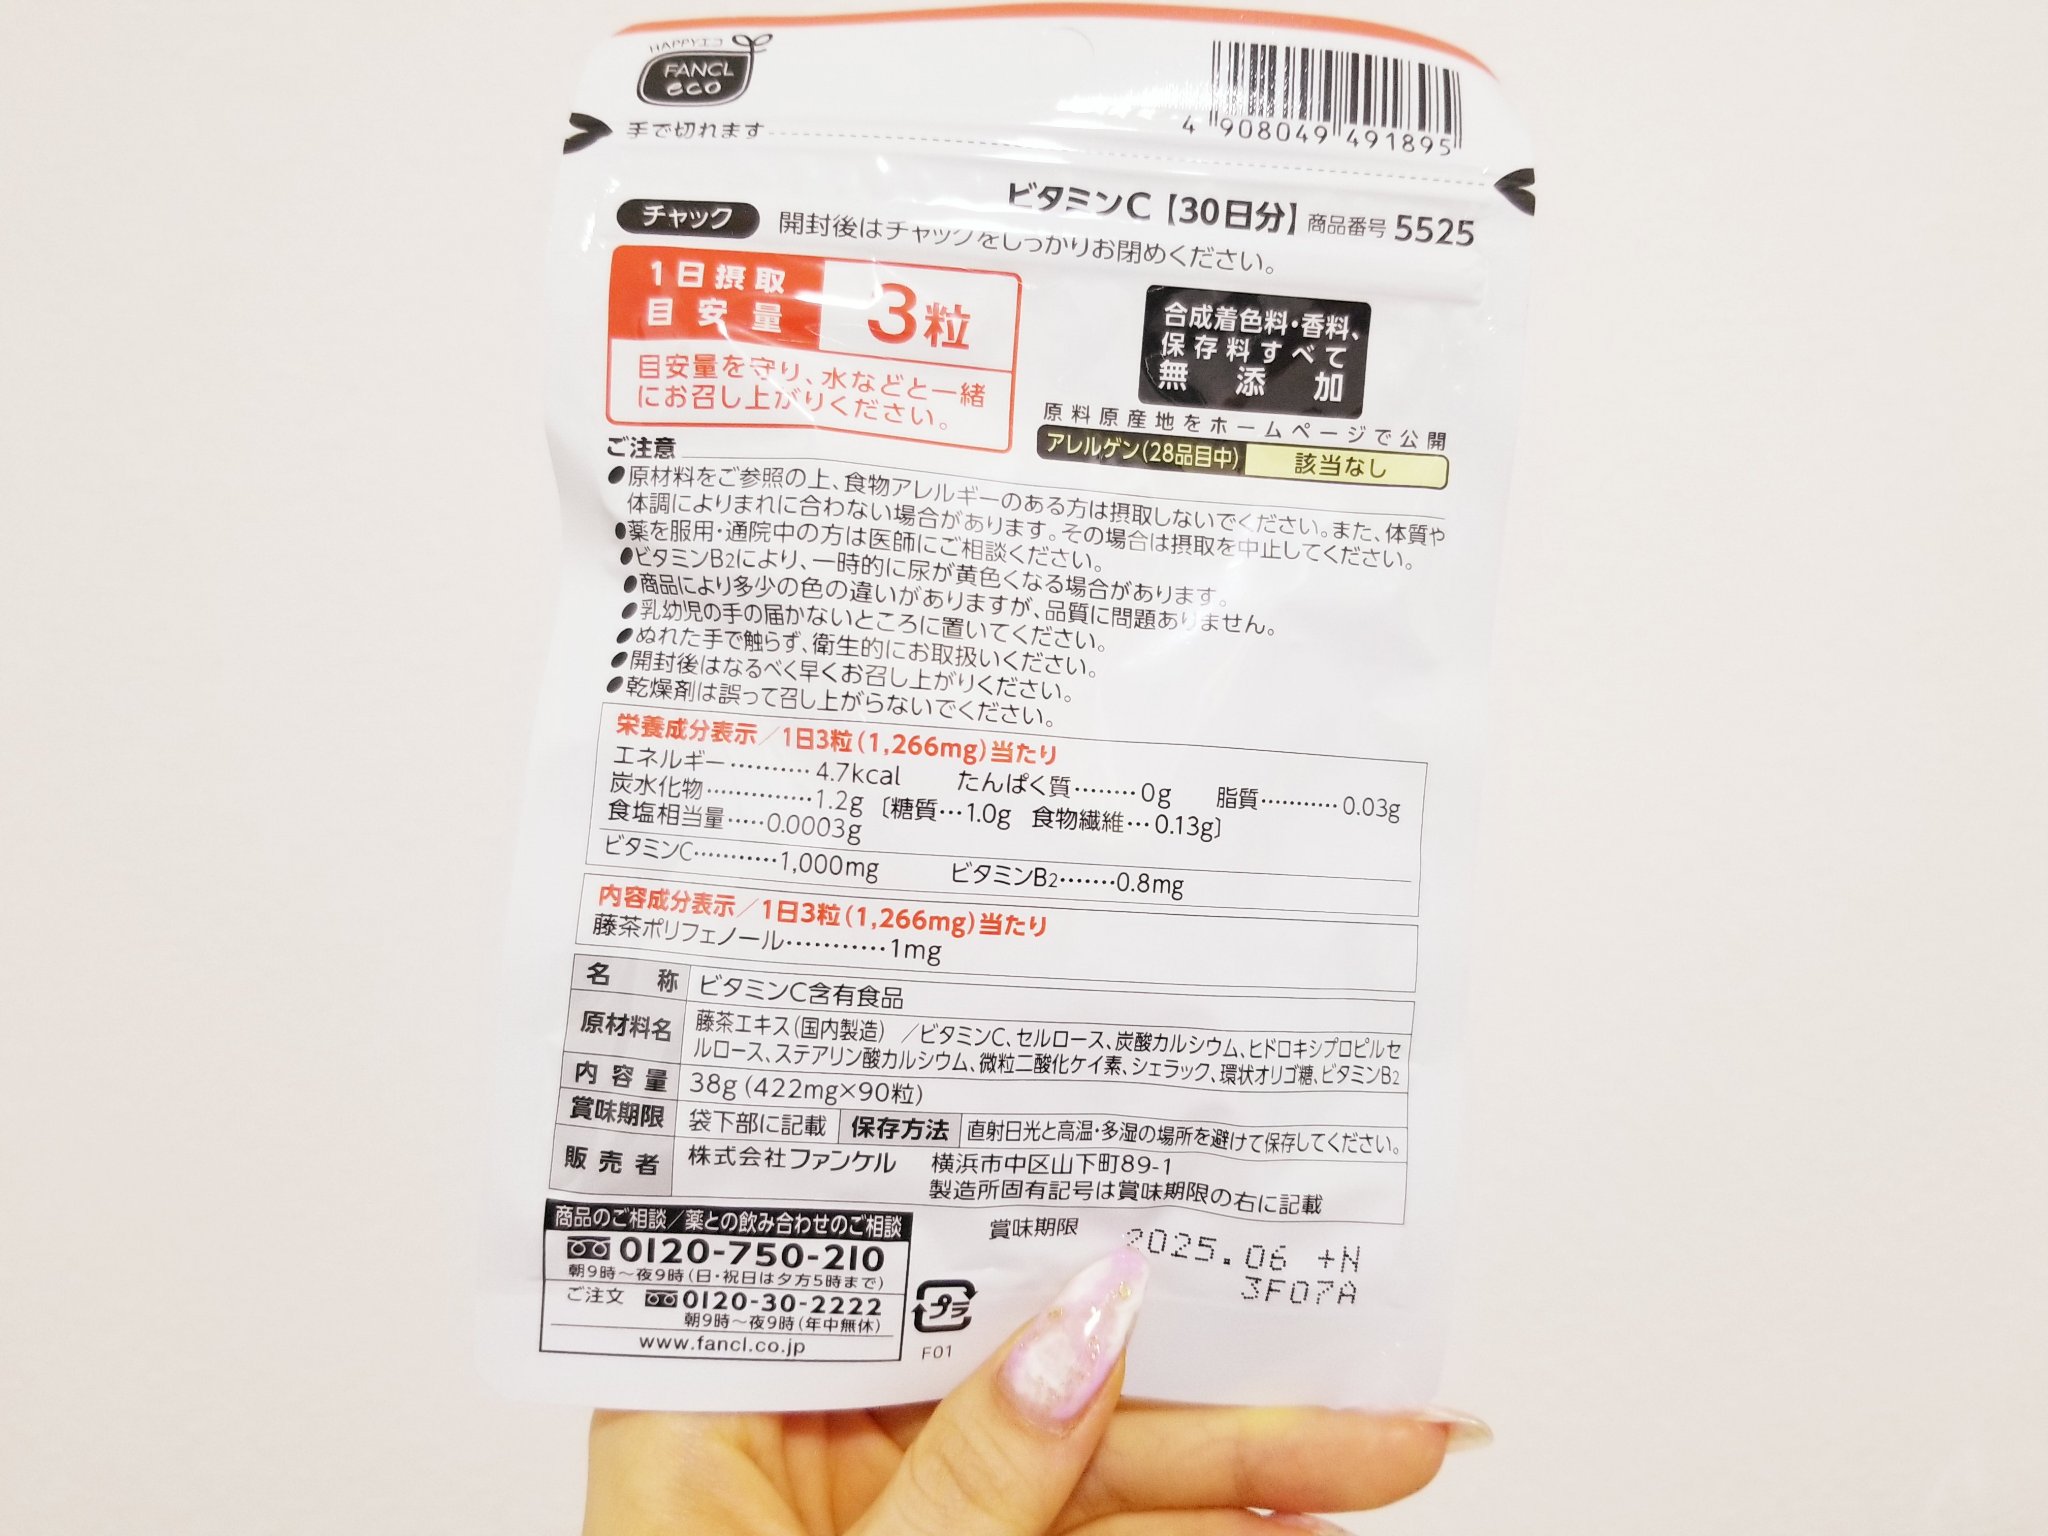 HAPPYエコ
FANCL
eco
手で切れます
4 908049 491895
ビタミンC【30日分】商品番号 5525
チャック 開封後はチャックをしっかりお閉めください。
1日摂取
目安量
3粒
目安量を守り、水などと一緒
にお召し上がりください。
合成着色料・香料、
保存料すべて
無添加
原料原産地をホームページで公開
アレルゲン(28品目中) 該当なし
ご注意
●原材料をご参照の上、食物アレルギーのある方は摂取しないでください。また、体質や
体調によりまれに合わない場合があります。その場合は摂取を中止してください。
●薬を服用・通院中の方は医師にご相談ください。
●ビタミンB2により、一時的に尿が黄色くなる場合があります。
●商品により多少の色の違いがありますが、品質に問題ありません。
●乳幼児の手の届かないところに置いてください。
●ぬれた手で触らず、衛生的にお取扱いください。
●開封後はなるべく早くお召し上がりください。
●乾燥剤は誤って召し上がらないでください。
栄養成分表示/1日3粒(1,266mg)当たり
エネルギー………4.7kcal たんぱく質………0g 脂質………0.03g
炭水化物…………1.2g〔糖質…1.0g 食物繊維…0.13g〕
食塩相当量……0.0003g
ビタミンC…………1,000mg ビタミンB2………0.8mg
内容成分表示/1日3粒(1,266mg)当たり
藤茶ポリフェノール…………1mg
名称 ビタミンC含有食品
原材料名 藤茶エキス(国内製造) /ビタミンC、セルロース、炭酸カルシウム、ヒドロキシプロピルセ
ルロース、ステアリン酸カルシウム、微粒二酸化ケイ素、シェラック、環状オリゴ糖、ビタミンB2
内容量 38g(422mg×90粒)
賞味期限 袋下部に記載 保存方法 直射日光と高温・多湿の場所を避けて保存してください。
販売者 株式会社ファンケル 横浜市中区山下町89-1
製造所固有記号は賞味期限の右に記載
商品のご相談/薬との飲み合わせのご相談
0120-750-210
朝9時～夜9時(日・祝日は夕方5時まで)
ご注文 0120-30-2222
朝9時～夜9時(年中無休)
www.fancl.co.jp
プラ
F01
賞味期限 2025.06 +N
3F07A